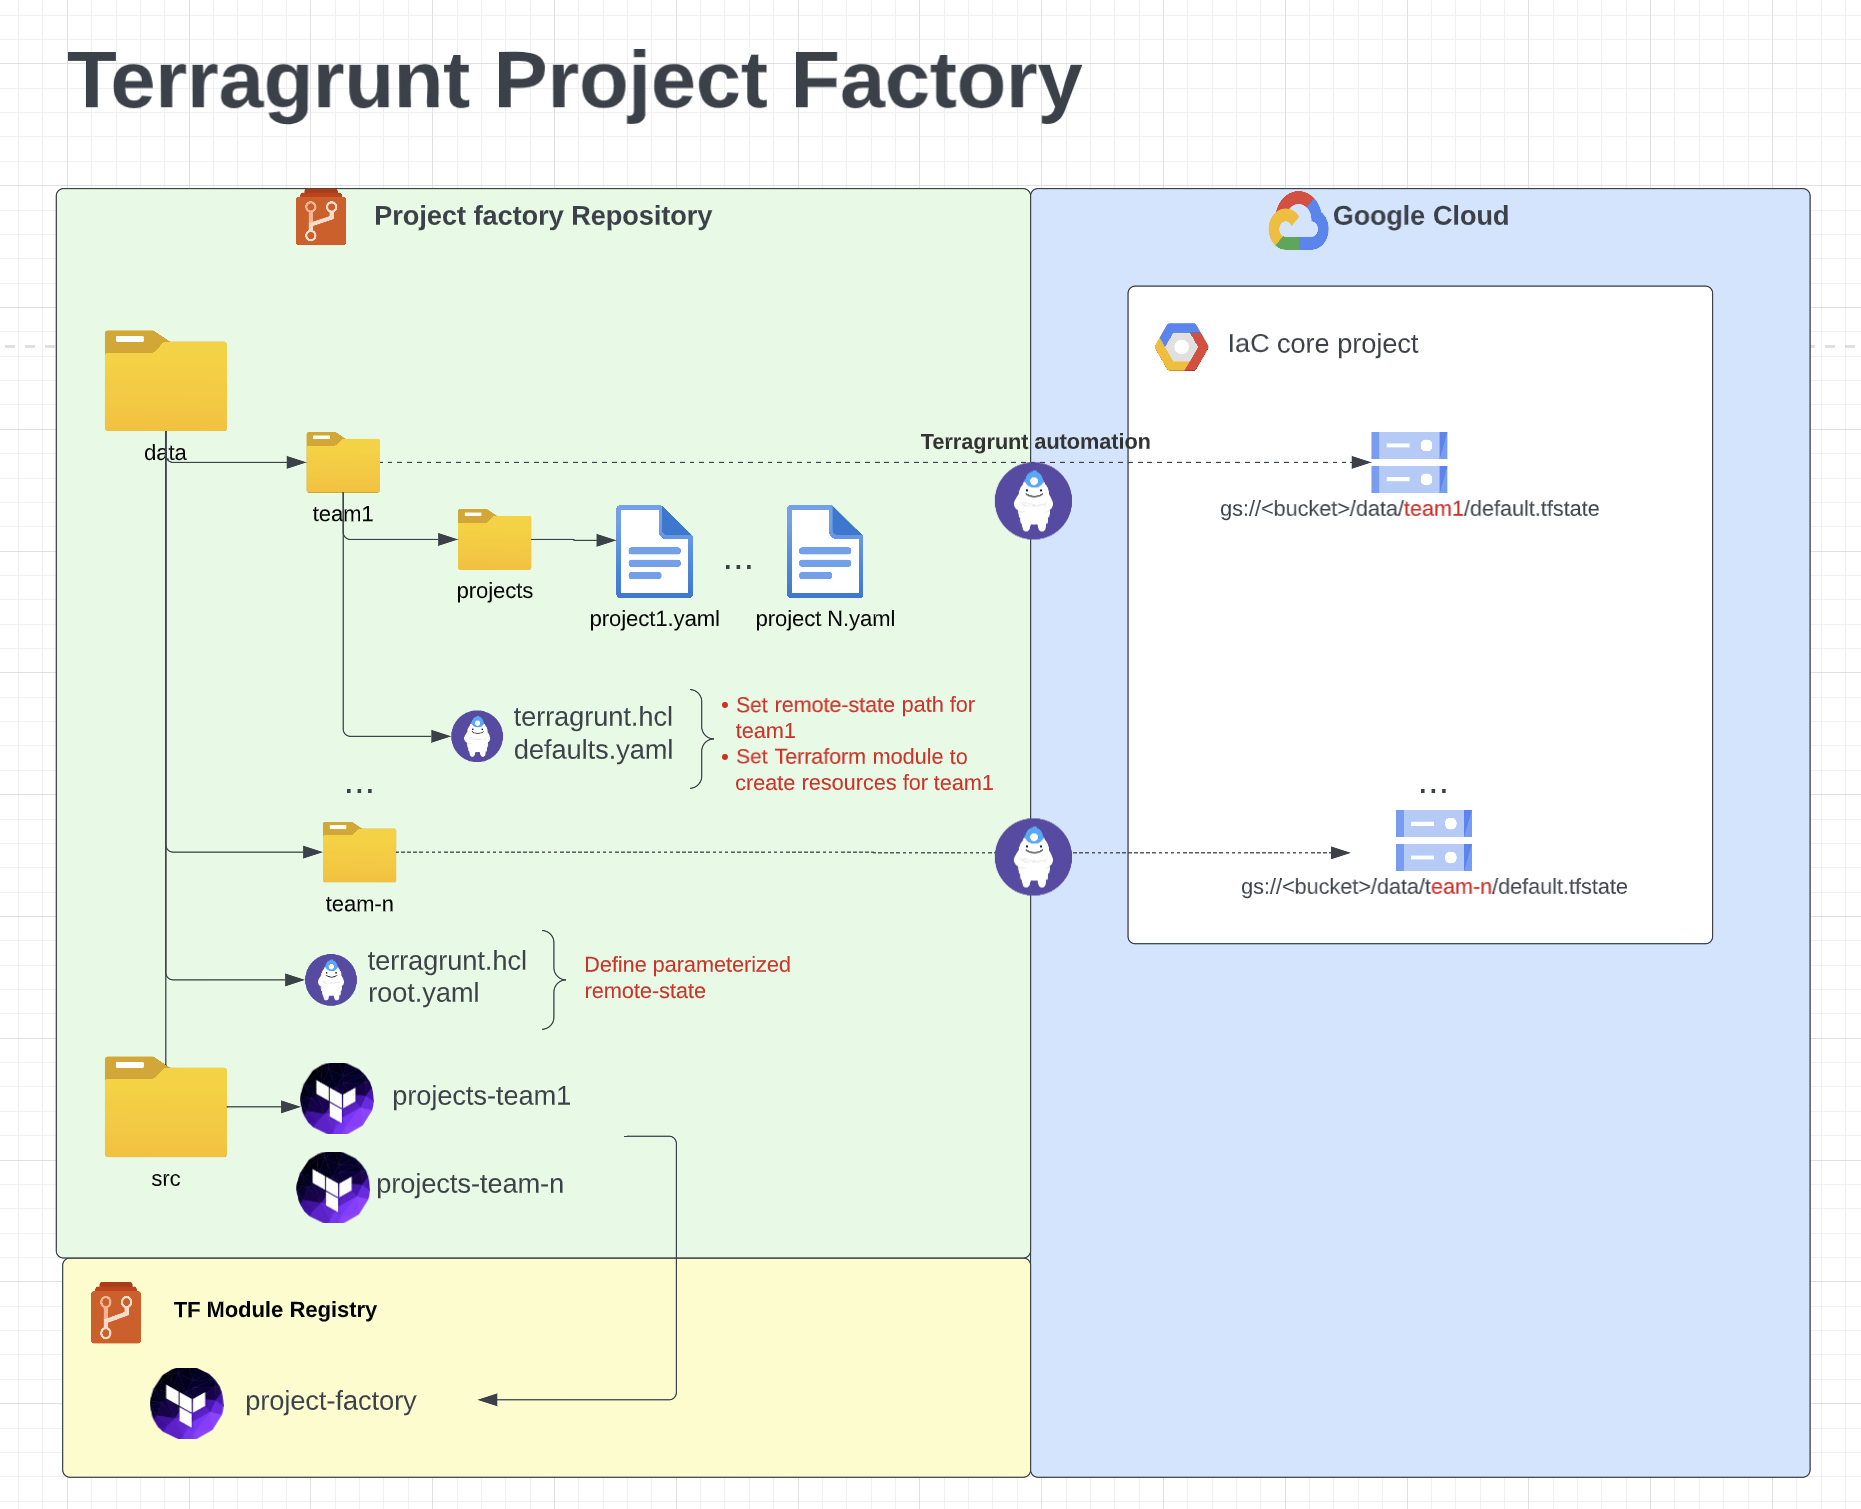 Terragrunt Project Factory
Project factory Repository
Google Cloud
IaC core project
data
Terragrunt automation
team1
gs://<bucket>/data/team1/default.tfstate
projects
...
project1.yaml
project N.yaml
terragrunt.hcl
defaults.yaml
• Set remote-state path for
team1
• Set Terraform module to
create resources for team1
...
...
team-n
gs://<bucket>/data/team-n/default.tfstate
terragrunt.hcl
root.yaml
Define parameterized
remote-state
projects-team1
src
projects-team-n
TF Module Registry
project-factory